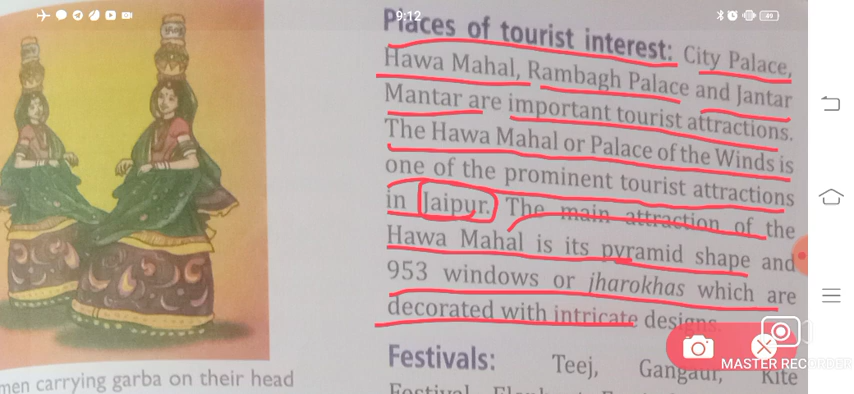 9:12
49
Places of tourist interest: City Palace,
Hawa Mahal, Rambagh Palace and Jantar
Mantar are important tourist attractions.
The Hawa Mahal or Palace of the Winds is
one of the prominent tourist attractions
in Jaipur. The main attraction of the
Hawa Mahal is its pyramid shape and
953 windows or jharokhas which are
decorated with intricate designs.
MASTER RECORDER
Festivals: Teej, Gangaur, Kite
men carrying garba on their head